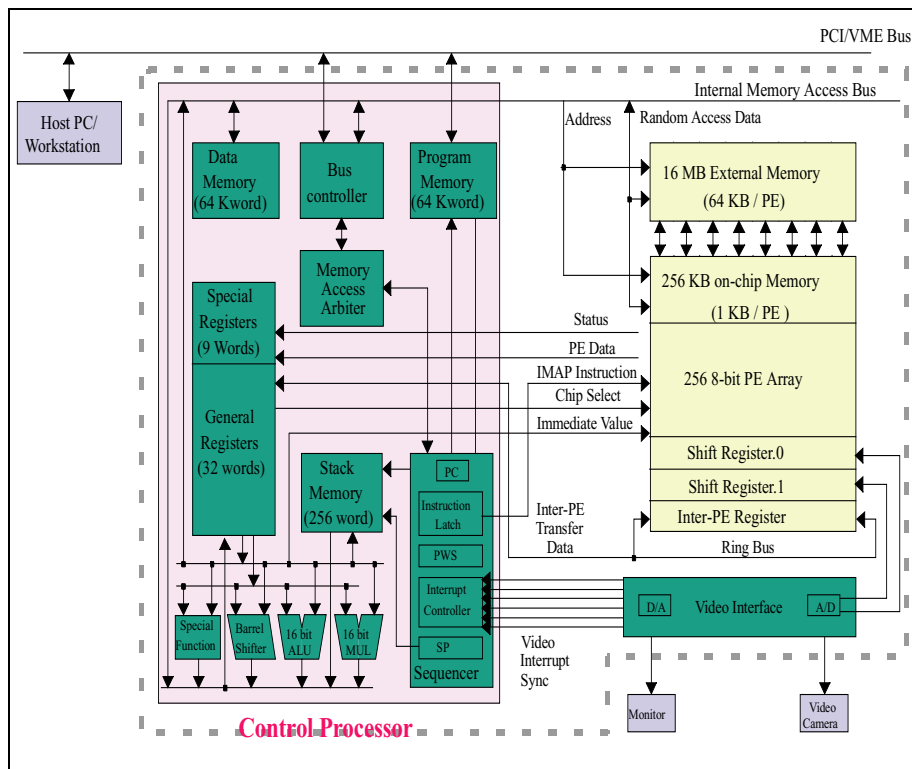 PCI/VME Bus
Internal Memory Access Bus
Host PC/
Workstation
Address
Random Access Data
Data
Memory
(64 Kword)
Bus
controller
Program
Memory
(64 Kword)
16 MB External Memory
(64 KB / PE)
Memory
Access
Arbiter
256 KB on-chip Memory
(1 KB / PE )
Special
Registers
(9 Words)
Status
PE Data
IMAP Instruction
Chip Select
Immediate Value
256 8-bit PE Array
General
Registers
(32 words)
Stack
Memory
(256 word)
PC
Instruction
Latch
PWS
Interrupt
Controller
SP
Sequencer
Shift Register.0
Shift Register.1
Inter-PE Register
Inter-PE
Transfer
Data
Ring Bus
Special
Function
Barrel
Shifter
16 bit
ALU
16 bit
MUL
D/A
Video Interface
A/D
Video
Interrupt
Sync
Monitor
Video
Camera
Control Processor